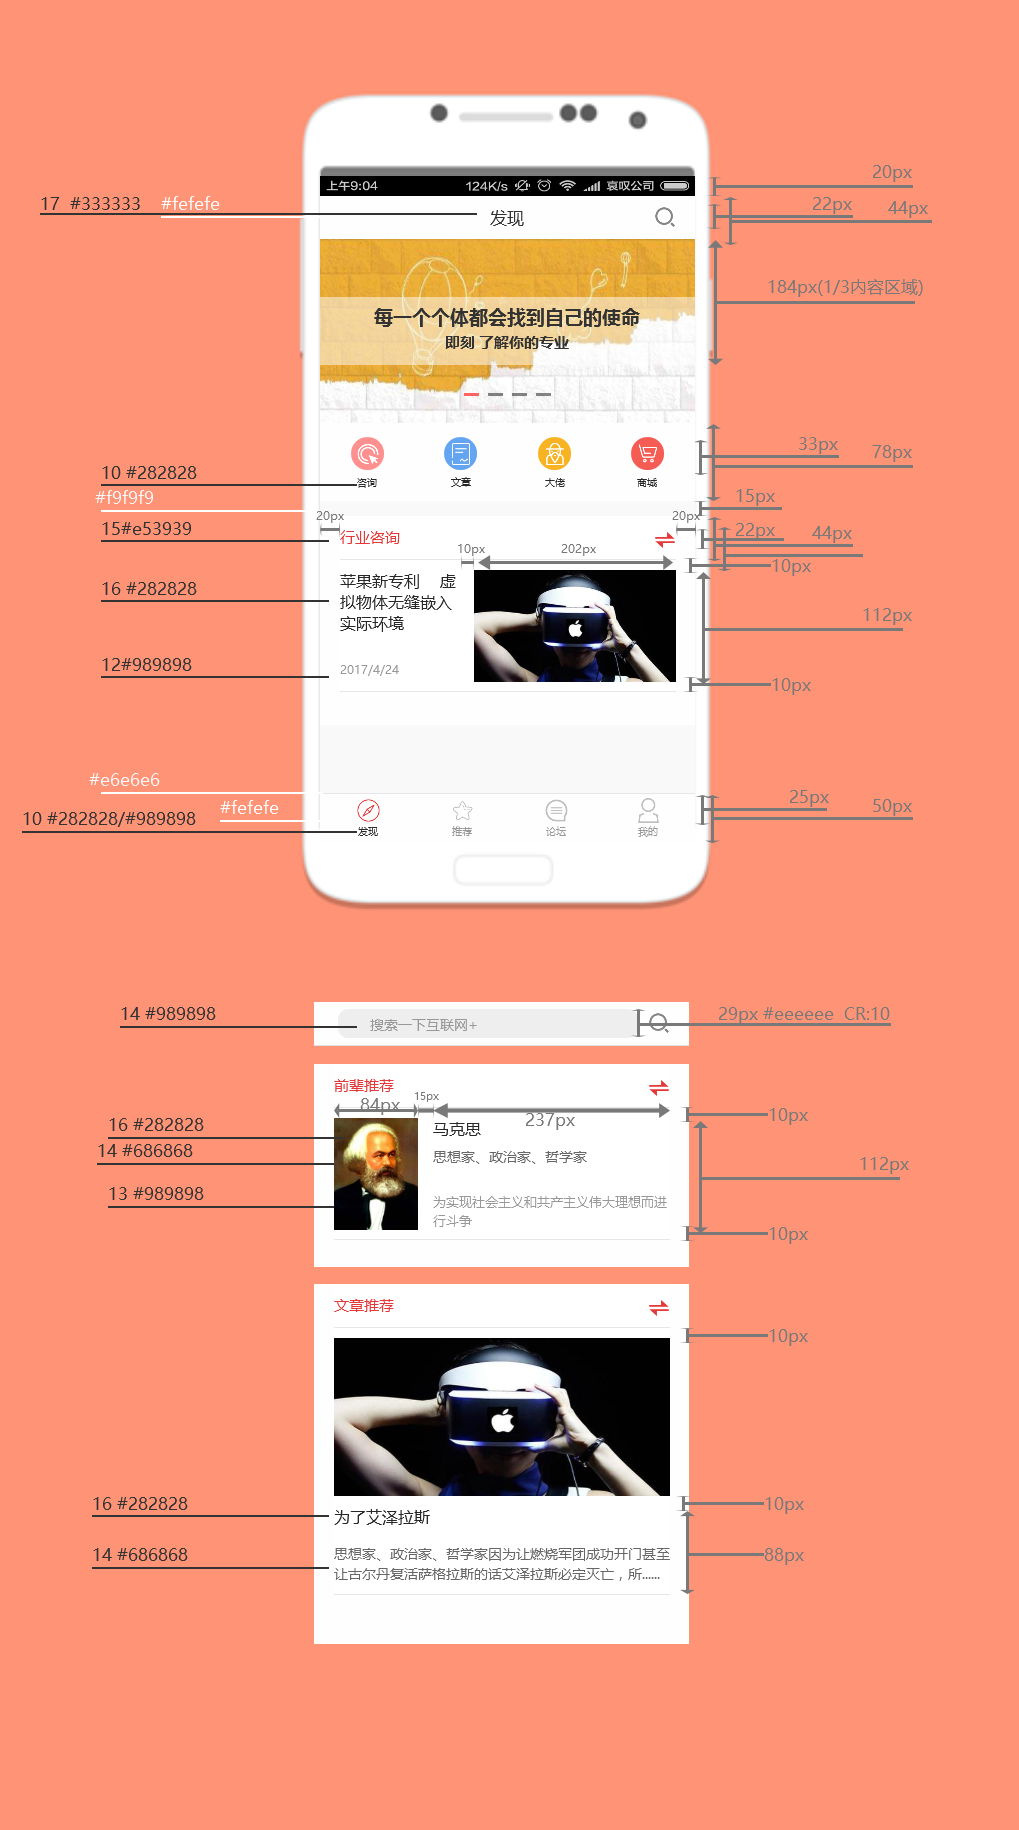 上午9:04
124K/s
哀叹公司
20px
17 #333333
#fefefe
发现
22px
44px
184px(1/3内容区域)
每一个个体都会找到自己的使命
即刻 了解你的专业
33px
78px
10 #282828
咨询
文章
大佬
商城
#f9f9f9
15px
20px
20px
15#e53939
行业咨询
22px
44px
10px
202px
10px
16 #282828
苹果新专利 虚
拟物体无缝嵌入
实际环境
112px
12#989898
2017/4/24
10px
#e6e6e6
#fefefe
25px
50px
10 #282828/#989898
发现
推荐
论坛
我的
14 #989898
搜索一下互联网+
29px #eeeeee CR:10
前辈推荐
84px
15px
237px
10px
16 #282828
马克思
14 #686868
思想家、政治家、哲学家
112px
13 #989898
为实现社会主义和共产主义伟大理想而进
行斗争
10px
文章推荐
10px
16 #282828
为了艾泽拉斯
10px
14 #686868
思想家、政治家、哲学家因为让燃烧军团成功开门甚至
让古尔丹复活萨格拉斯的话艾泽拉斯必定灭亡，所......
88px